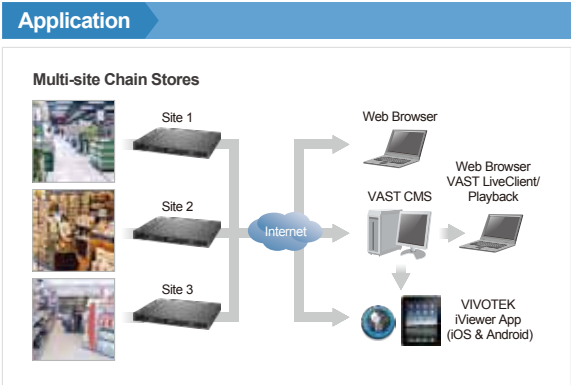 Application
Multi-site Chain Stores
Site 1
Site 2
Site 3
Internet
Web Browser
VAST CMS
Web Browser
VAST LiveClient/
Playback
VIVOTEK
iViewer App
(iOS & Android)